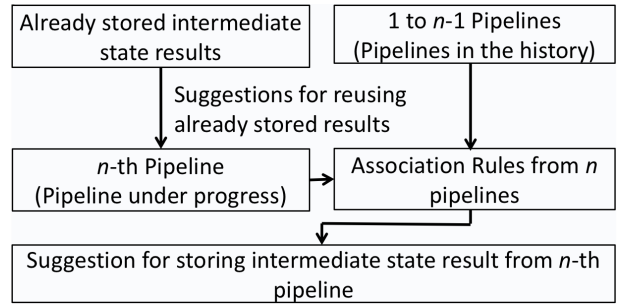 Already stored intermediate
state results
1 to n-1 Pipelines
(Pipelines in the history)
Suggestions for reusing
already stored results
n-th Pipeline
(Pipeline under progress)
Association Rules from n
pipelines
Suggestion for storing intermediate state result from n-th
pipeline